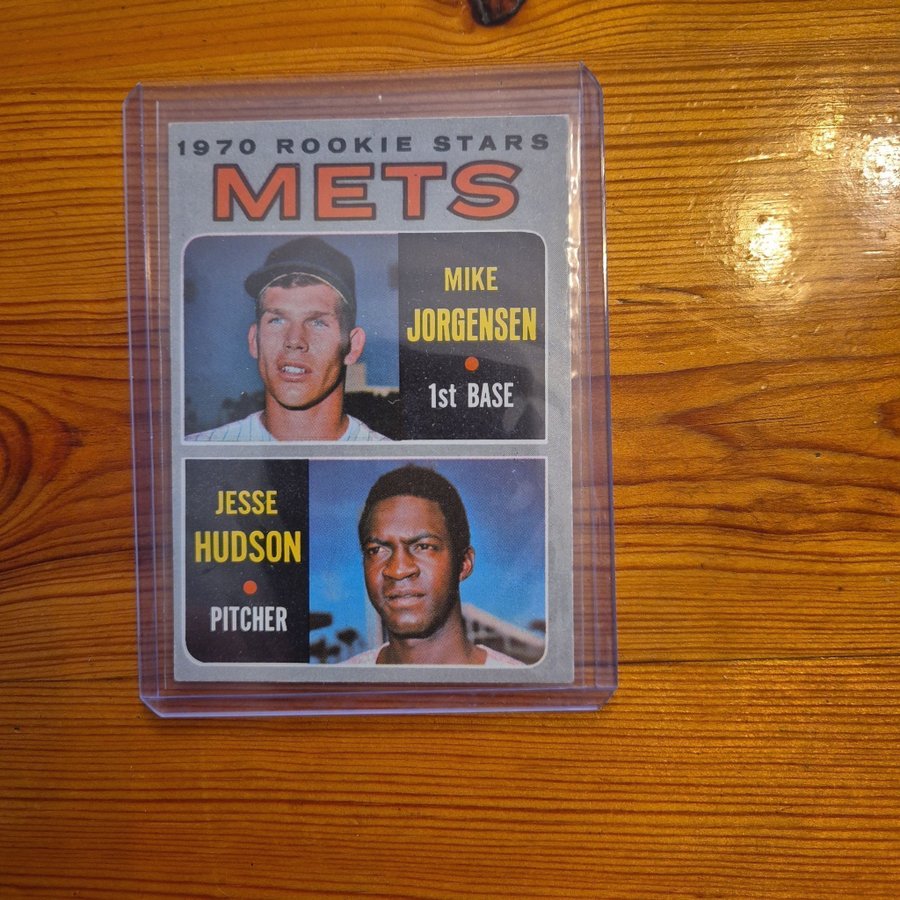 1970 ROOKIE STARS
METS
MIKE
JORGENSEN
1st BASE
JESSE
HUDSON
PITCHER